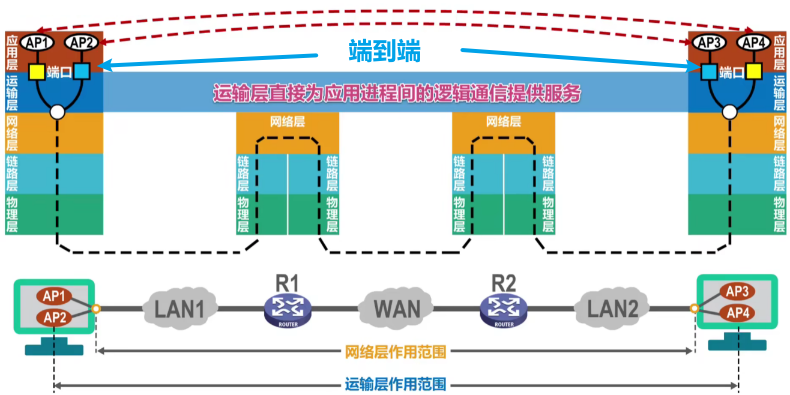 AP1 AP2
AP3 AP4
应用层
端到端
应用层
端口
端口
运输层
运输层直接为应用进程间的逻辑通信提供服务
运输层
网络层
网络层
网络层
网络层
链路层
链路层
链路层
链路层
链路层
链路层
物理层
物理层
物理层
物理层
物理层
物理层
R1
R2
AP1
AP2
LAN1
ROUTER
WAN
ROUTER
LAN2
AP3
AP4
网络层作用范围
运输层作用范围